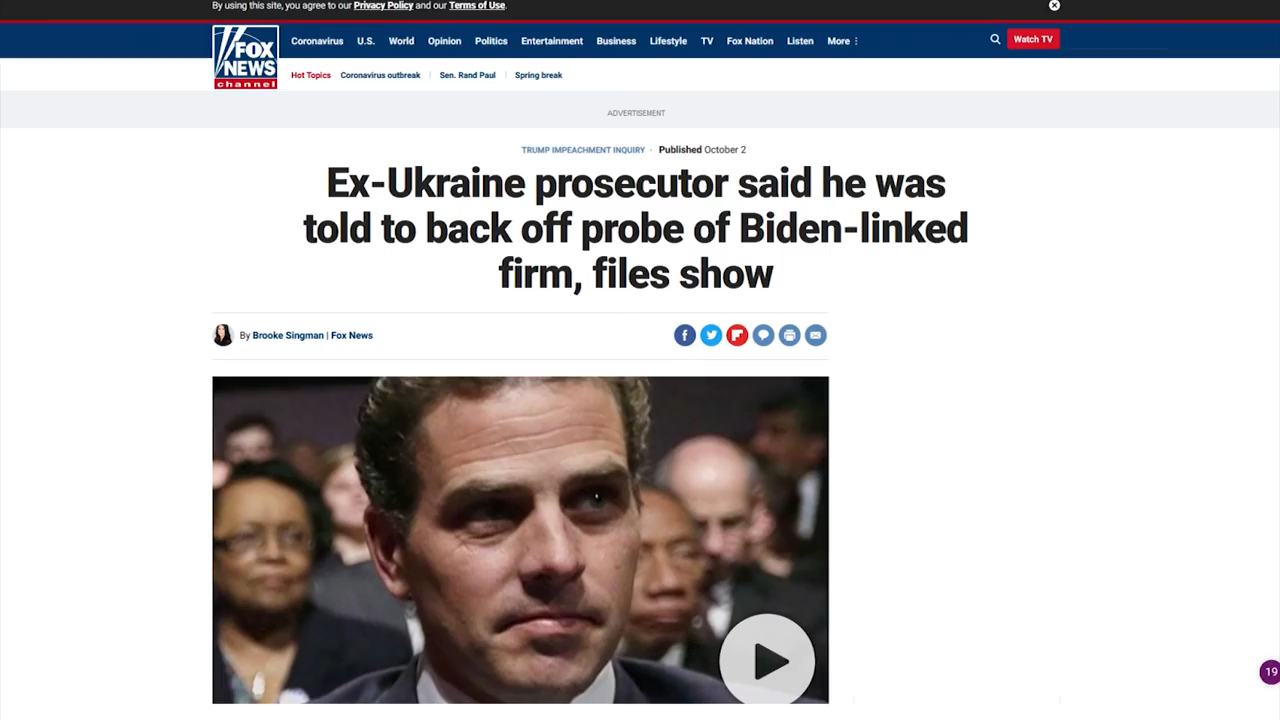 By using this site, you agree to our Privacy Policy and our Terms of Use.
FOX
NEWS
channel
Coronavirus U.S. World Opinion Politics Entertainment Business Lifestyle TV Fox Nation Listen More
Watch TV
Hot Topics Coronavirus outbreak Sen. Rand Paul Spring break
ADVERTISEMENT
TRUMP IMPEACHMENT INQUIRY · Published October 2
Ex-Ukraine prosecutor said he was
told to back off probe of Biden-linked
firm, files show
By Brooke Singman | Fox News
19